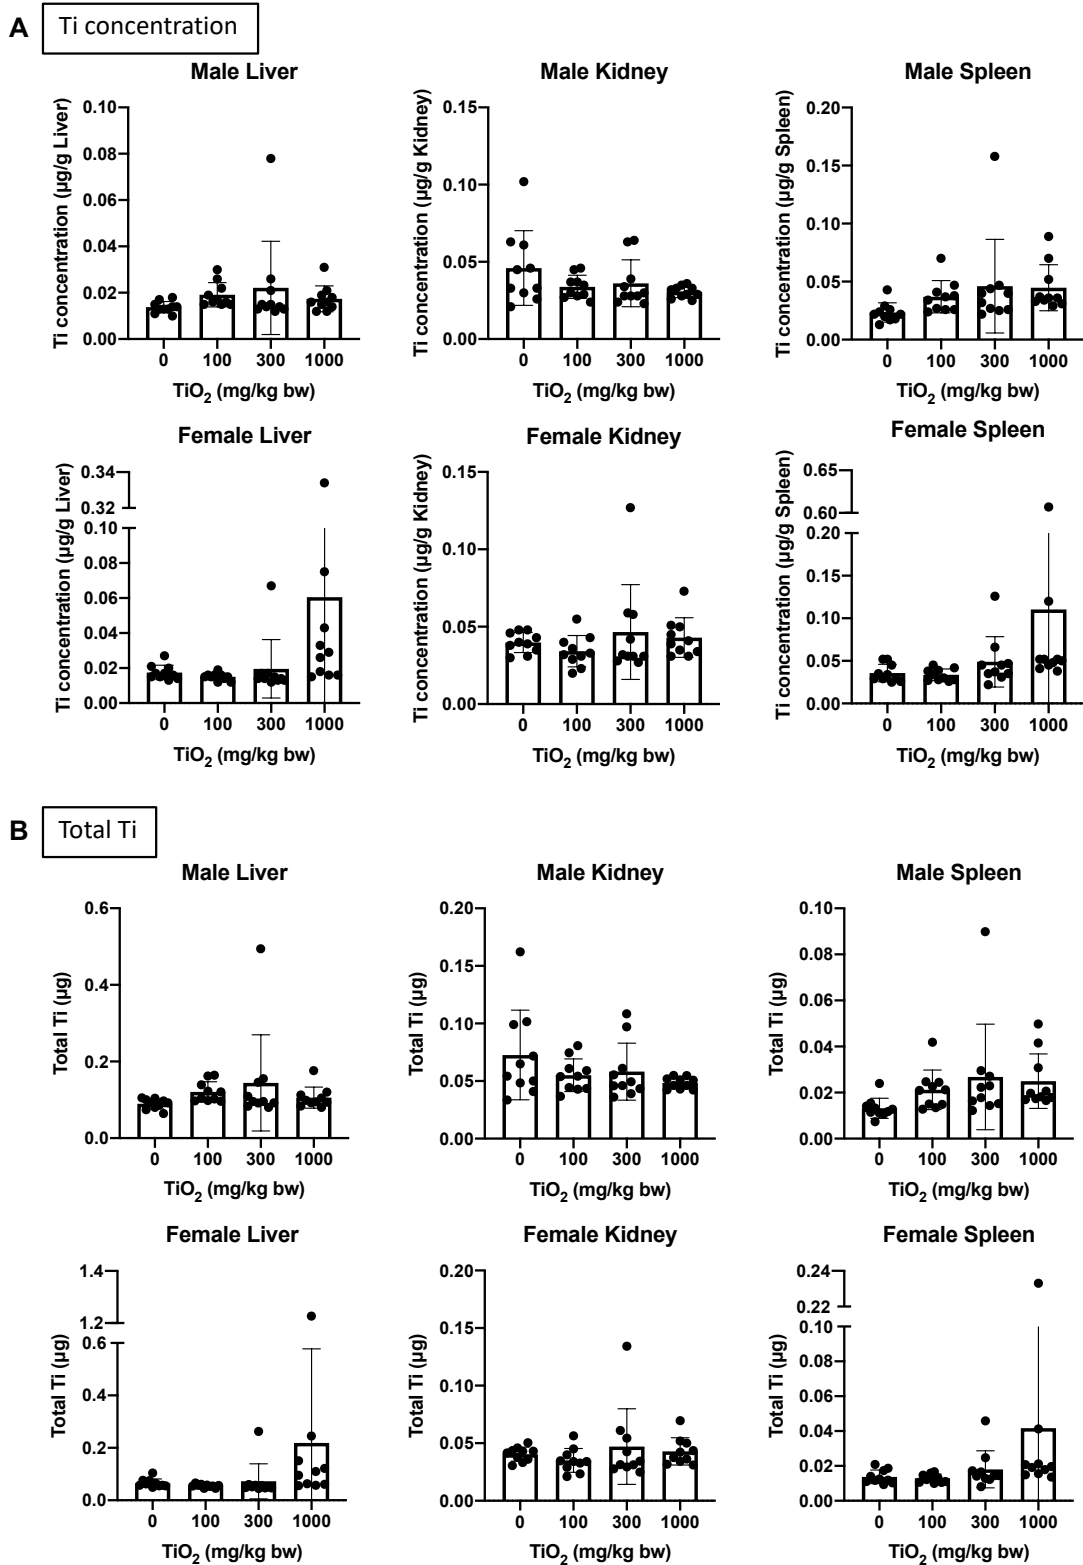 A Ti concentration
Male Liver
Ti concentration (µg/g Liver)
0.10
0.08
0.06
0.04
0.02
0.00
0 100 300 1000
TiO2 (mg/kg bw)
Male Kidney
Ti concentration (µg/g Kidney)
0.15
0.10
0.05
0.00
0 100 300 1000
TiO2 (mg/kg bw)
Male Spleen
Ti concentration (µg/g Spleen)
0.20
0.15
0.10
0.05
0.00
0 100 300 1000
TiO2 (mg/kg bw)
Female Liver
Ti concentration (µg/g Liver)
0.34
0.32
0.10
0.08
0.06
0.04
0.02
0.00
0 100 300 1000
TiO2 (mg/kg bw)
Female Kidney
Ti concentration (µg/g Kidney)
0.15
0.10
0.05
0.00
0 100 300 1000
TiO2 (mg/kg bw)
Female Spleen
Ti concentration (µg/g Spleen)
0.65
0.60
0.20
0.15
0.10
0.05
0.00
0 100 300 1000
TiO2 (mg/kg bw)
B Total Ti
Male Liver
Total Ti (µg)
0.6
0.4
0.2
0.0
0 100 300 1000
TiO2 (mg/kg bw)
Male Kidney
Total Ti (µg)
0.20
0.15
0.10
0.05
0.00
0 100 300 1000
TiO2 (mg/kg bw)
Male Spleen
Total Ti (µg)
0.10
0.08
0.06
0.04
0.02
0.00
0 100 300 1000
TiO2 (mg/kg bw)
Female Liver
Total Ti (µg)
1.4
1.2
0.6
0.4
0.2
0.0
0 100 300 1000
TiO2 (mg/kg bw)
Female Kidney
Total Ti (µg)
0.20
0.15
0.10
0.05
0.00
0 100 300 1000
TiO2 (mg/kg bw)
Female Spleen
Total Ti (µg)
0.24
0.22
0.10
0.08
0.06
0.04
0.02
0.00
0 100 300 1000
TiO2 (mg/kg bw)